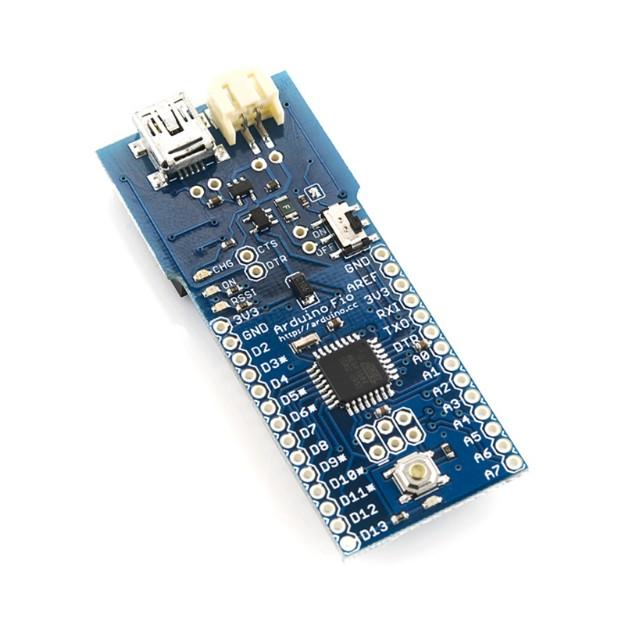 ON
OFF
CTS
DTR
CHG
ON
RSSI
Arduino Fio
http://arduino.cc
3V3
GND
D2
D3
D4
D5
D6
D7
D8
D9
D10
D11
D12
D13
GND
AREF
3V3
RXI
TXO
DTR
A0
A1
A2
A3
A4
A5
A6
A7